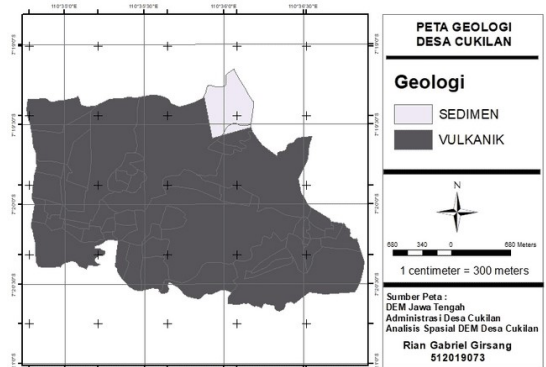 PETA GEOLOGI
DESA CUKILAN
Geologi
SEDIMEN
VULKANIK
N
680 340 0 680 Meters
1 centimeter = 300 meters
Sumber Peta :
DEM Jawa Tengah
Administrasi Desa Cukilan
Analisis Spasial DEM Desa Cukilan
Rian Gabriel Girsang
512019073